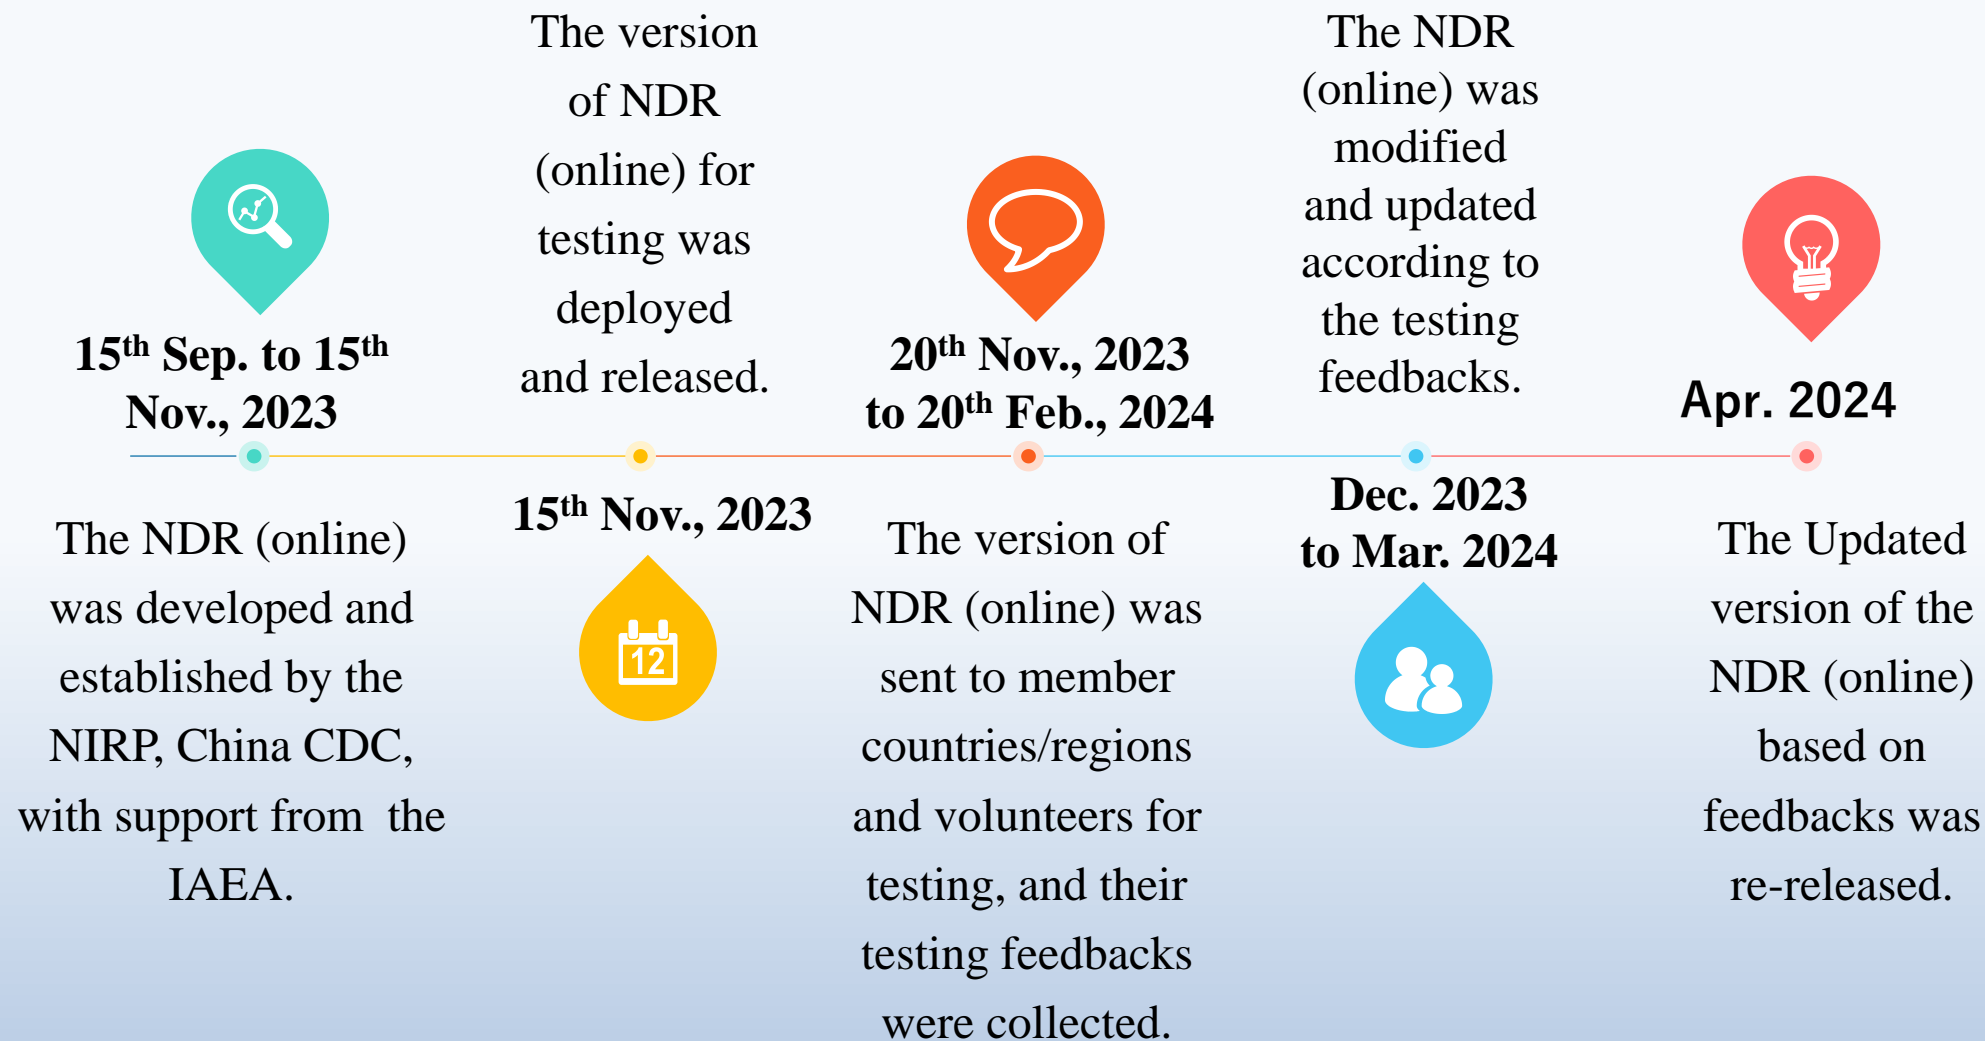 15th Sep. to 15th
Nov., 2023
The NDR (online)
was developed and
established by the
NIRP, China CDC,
with support from the
IAEA.
The version
of NDR
(online) for
testing was
deployed
and released.
15th Nov., 2023
12
20th Nov., 2023
to 20th Feb., 2024
The version of
NDR (online) was
sent to member
countries/regions
and volunteers for
testing, and their
testing feedbacks
were collected.
The NDR
(online) was
modified
and updated
according to
the testing
feedbacks.
Dec. 2023
to Mar. 2024
Apr. 2024
The Updated
version of the
NDR (online)
based on
feedbacks was
re-released.